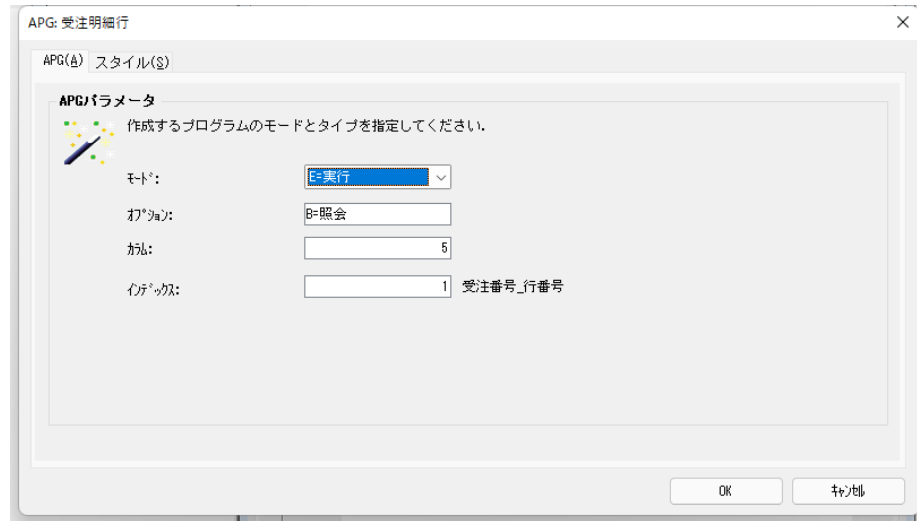 APG: 受注明細行
APG(A) スタイル(S)
APGパラメータ
作成するプログラムのモードとタイプを指定してください.
ﾓｰﾄﾞ: E=実行
ｵﾌﾟｼｮﾝ: B=照会
ｶﾗﾑ: 5
ｲﾝﾃﾞｯｸｽ: 1 受注番号_行番号
OK ｷｬﾝｾﾙ